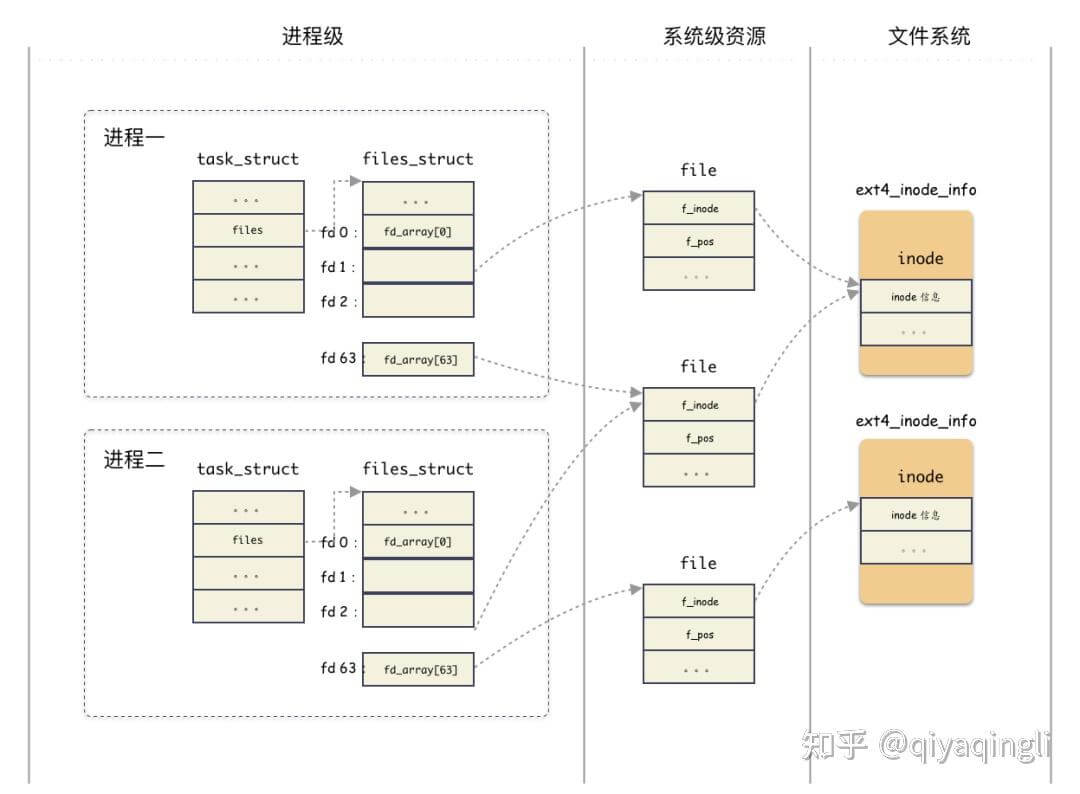 进程级
系统级资源
文件系统
进程一
task_struct
files_struct
...
files
...
...
...
fd 0 : fd_array[0]
fd 1 :
fd 2 :
fd 63 : fd_array[63]
进程二
task_struct
files_struct
...
files
...
...
...
fd 0 : fd_array[0]
fd 1 :
fd 2 :
fd 63 : fd_array[63]
file
f_inode
f_pos
...
file
f_inode
f_pos
...
file
f_inode
f_pos
...
ext4_inode_info
inode
inode 信息
...
ext4_inode_info
inode
inode 信息
...
知乎 @qiyaqingli